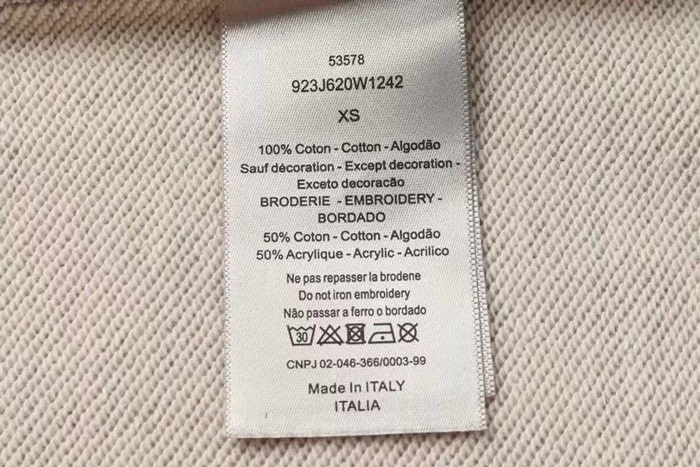 53578
923J620W1242
XS
100% Coton - Cotton - Algodão
Sauf décoration - Except decoration -
Exceto decoracão
BRODERIE - EMBROIDERY -
BORDADO
50% Coton - Cotton - Algodão
50% Acrylique - Acrylic - Acrilico
Ne pas repasser la brodene
Do not iron embroidery
Não passar a ferro o bordado
30
CNPJ 02-046-366/0003-99
Made In ITALY
ITALIA